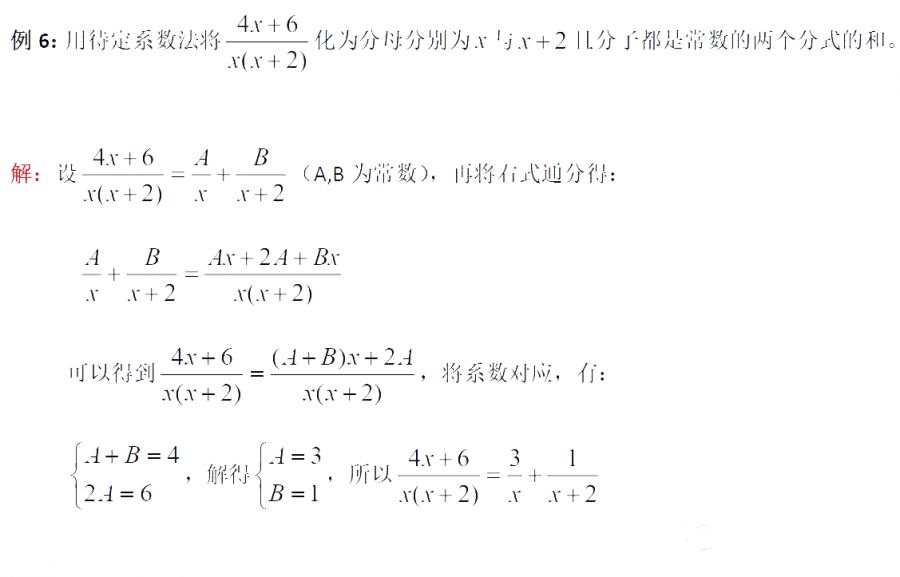 例 6: 用待定系数法将 \frac{4x+6}{x(x+2)} 化为分母分别为 x 与 x+2 且分子都是常数的两个分式的和。
解: 设 \frac{4x+6}{x(x+2)} = \frac{A}{x} + \frac{B}{x+2} （A,B 为常数），再将右式通分得:
\frac{A}{x} + \frac{B}{x+2} = \frac{Ax+2A+Bx}{x(x+2)}
可以得到 \frac{4x+6}{x(x+2)} = \frac{(A+B)x+2A}{x(x+2)} ，将系数对应，有:
\begin{cases} A+B=4 \\ 2A=6 \end{cases} ，解得 \begin{cases} A=3 \\ B=1 \end{cases} ，所以 \frac{4x+6}{x(x+2)} = \frac{3}{x} + \frac{1}{x+2}